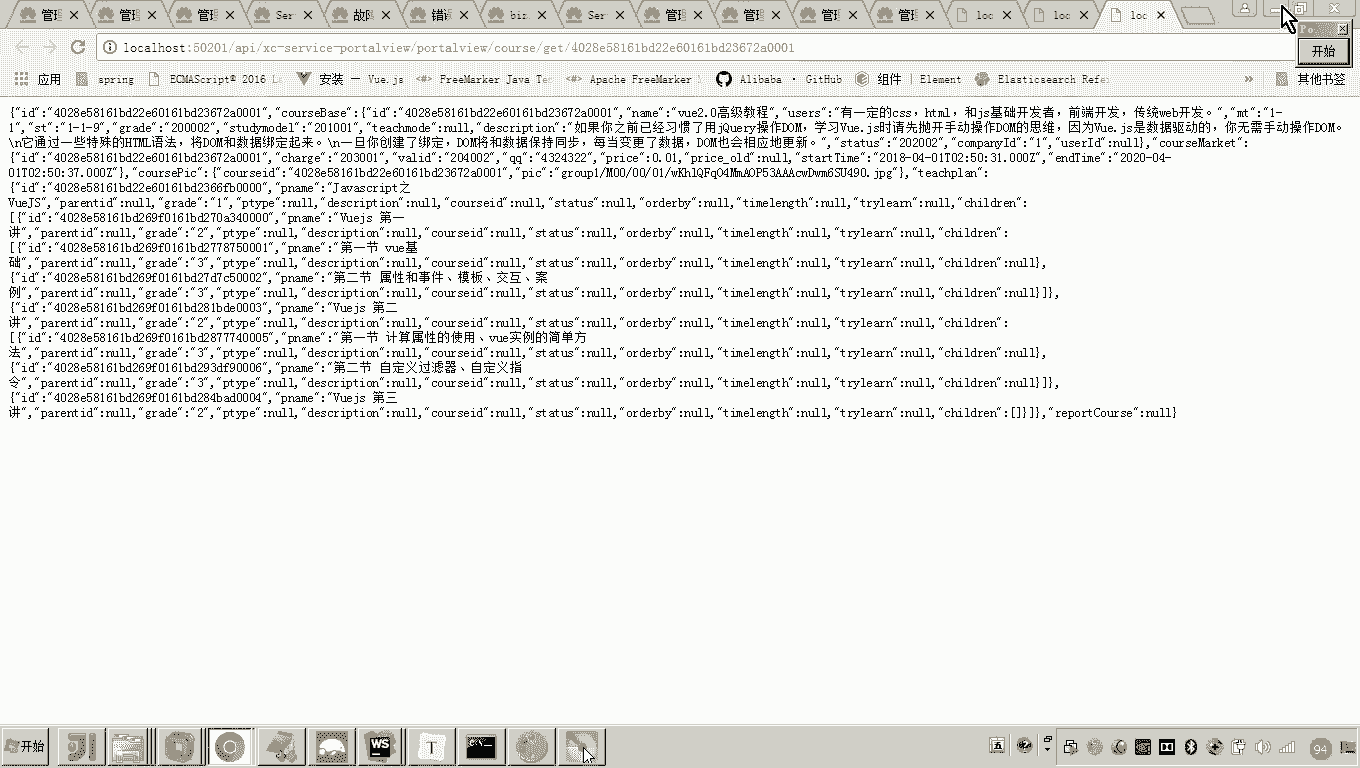 管理 管理 管理 Ser 故障 错误 bin Ser 管理 管理 管 管理 loc loc loc
localhost:50201/api/xc-service-portalview/portalview/course/get/4028e58161bd22e60161bd23672a0001
开始
应用 spring ECMAScript® 2016 L 安装 — Vue.js FreeMarker Java Te Apache FreeMarker Alibaba · GitHub 组件 | Element Elasticsearch Refe » 其他书签
{"id":"4028e58161bd22e60161bd23672a0001","courseBase":{"id":"4028e58161bd22e60161bd23672a0001","name":"vue2.0高级教程","users":"有一定的css, html, 和js基础开发者，前端开发，传统web开发。","mt":"1-
1","st":"1-1-9","grade":"200002","studymodel":"201001","teachmode":null,"description":"如果你之前已经习惯了用jQuery操作DOM，学习Vue.js时请先抛开手动操作DOM的思维，因为Vue.js是数据驱动的，你无需手动操作DOM。
\n它通过一些特殊的HTML语法，将DOM和数据绑定起来。\n一旦你创建了绑定，DOM将和数据保持同步，每当变更了数据，DOM也会相应地更新。","status":"202002","companyId":"1","userId":null},"courseMarket":
{"id":"4028e58161bd22e60161bd23672a0001","charge":"203001","valid":"204002","qq":"4324322","price":0.01,"price_old":null,"startTime":"2018-04-01T02:50:31.000Z","endTime":"2020-04-
01T02:50:37.000Z"},"coursePic":{"courseid":"4028e58161bd22e60161bd23672a0001","pic":"group1/M00/00/01/wKhlQFqO4MmAOP53AAAcwDwm6SU490.jpg"},"teachplan":
{"id":"4028e58161bd22e60161bd2366fb0000","pname":"Javascript之
VueJS","parentid":null,"grade":"1","ptype":null,"description":null,"courseid":null,"status":null,"orderby":null,"timelength":null,"trylearn":null,"children":
[{"id":"4028e58161bd269f0161bd270a340000","pname":"Vuejs 第一
讲","parentid":null,"grade":"2","ptype":null,"description":null,"courseid":null,"status":null,"orderby":null,"timelength":null,"trylearn":null,"children":
[{"id":"4028e58161bd269f0161bd2778750001","pname":"第一节 vue基
础","parentid":null,"grade":"3","ptype":null,"description":null,"courseid":null,"status":null,"orderby":null,"timelength":null,"trylearn":null,"children":null},
{"id":"4028e58161bd269f0161bd27d7c50002","pname":"第二节 属性和事件、模板、交互、案
例","parentid":null,"grade":"3","ptype":null,"description":null,"courseid":null,"status":null,"orderby":null,"timelength":null,"trylearn":null,"children":null}]},
{"id":"4028e58161bd269f0161bd281bde0003","pname":"Vuejs 第二
讲","parentid":null,"grade":"2","ptype":null,"description":null,"courseid":null,"status":null,"orderby":null,"timelength":null,"trylearn":null,"children":
[{"id":"4028e58161bd269f0161bd2877740005","pname":"第一节 计算属性的使用、vue实例的简单方
法","parentid":null,"grade":"3","ptype":null,"description":null,"courseid":null,"status":null,"orderby":null,"timelength":null,"trylearn":null,"children":null},
{"id":"4028e58161bd269f0161bd293df90006","pname":"第二节 自定义过滤器、自定义指
令","parentid":null,"grade":"3","ptype":null,"description":null,"courseid":null,"status":null,"orderby":null,"timelength":null,"trylearn":null,"children":null}]},
{"id":"4028e58161bd269f0161bd284bad0004","pname":"Vuejs 第三
讲","parentid":null,"grade":"2","ptype":null,"description":null,"courseid":null,"status":null,"orderby":null,"timelength":null,"trylearn":null,"children":[]}]},"reportCourse":null}
开始 WS T 94